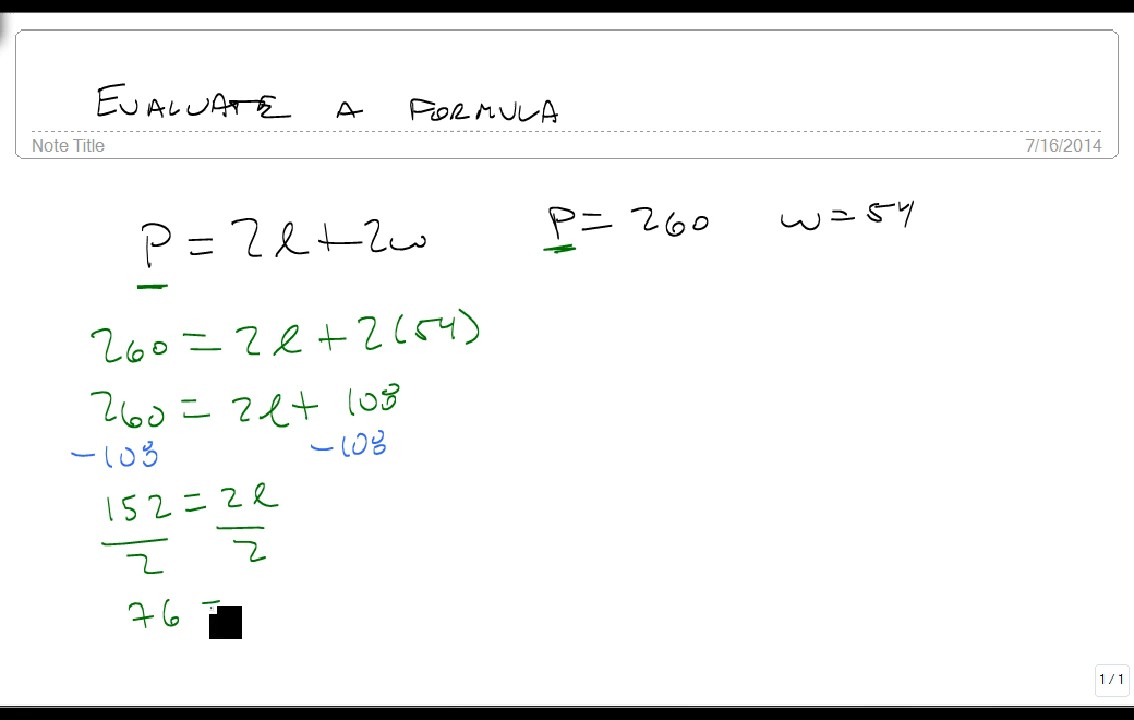 EVALUATE A FORMULA
Note Title 7/16/2014
P = 2l + 2w P = 260 w = 54
260 = 2l + 2(54)
260 = 2l + 108
-108 -108
152 = 2l
2 2
76 =
1 / 1